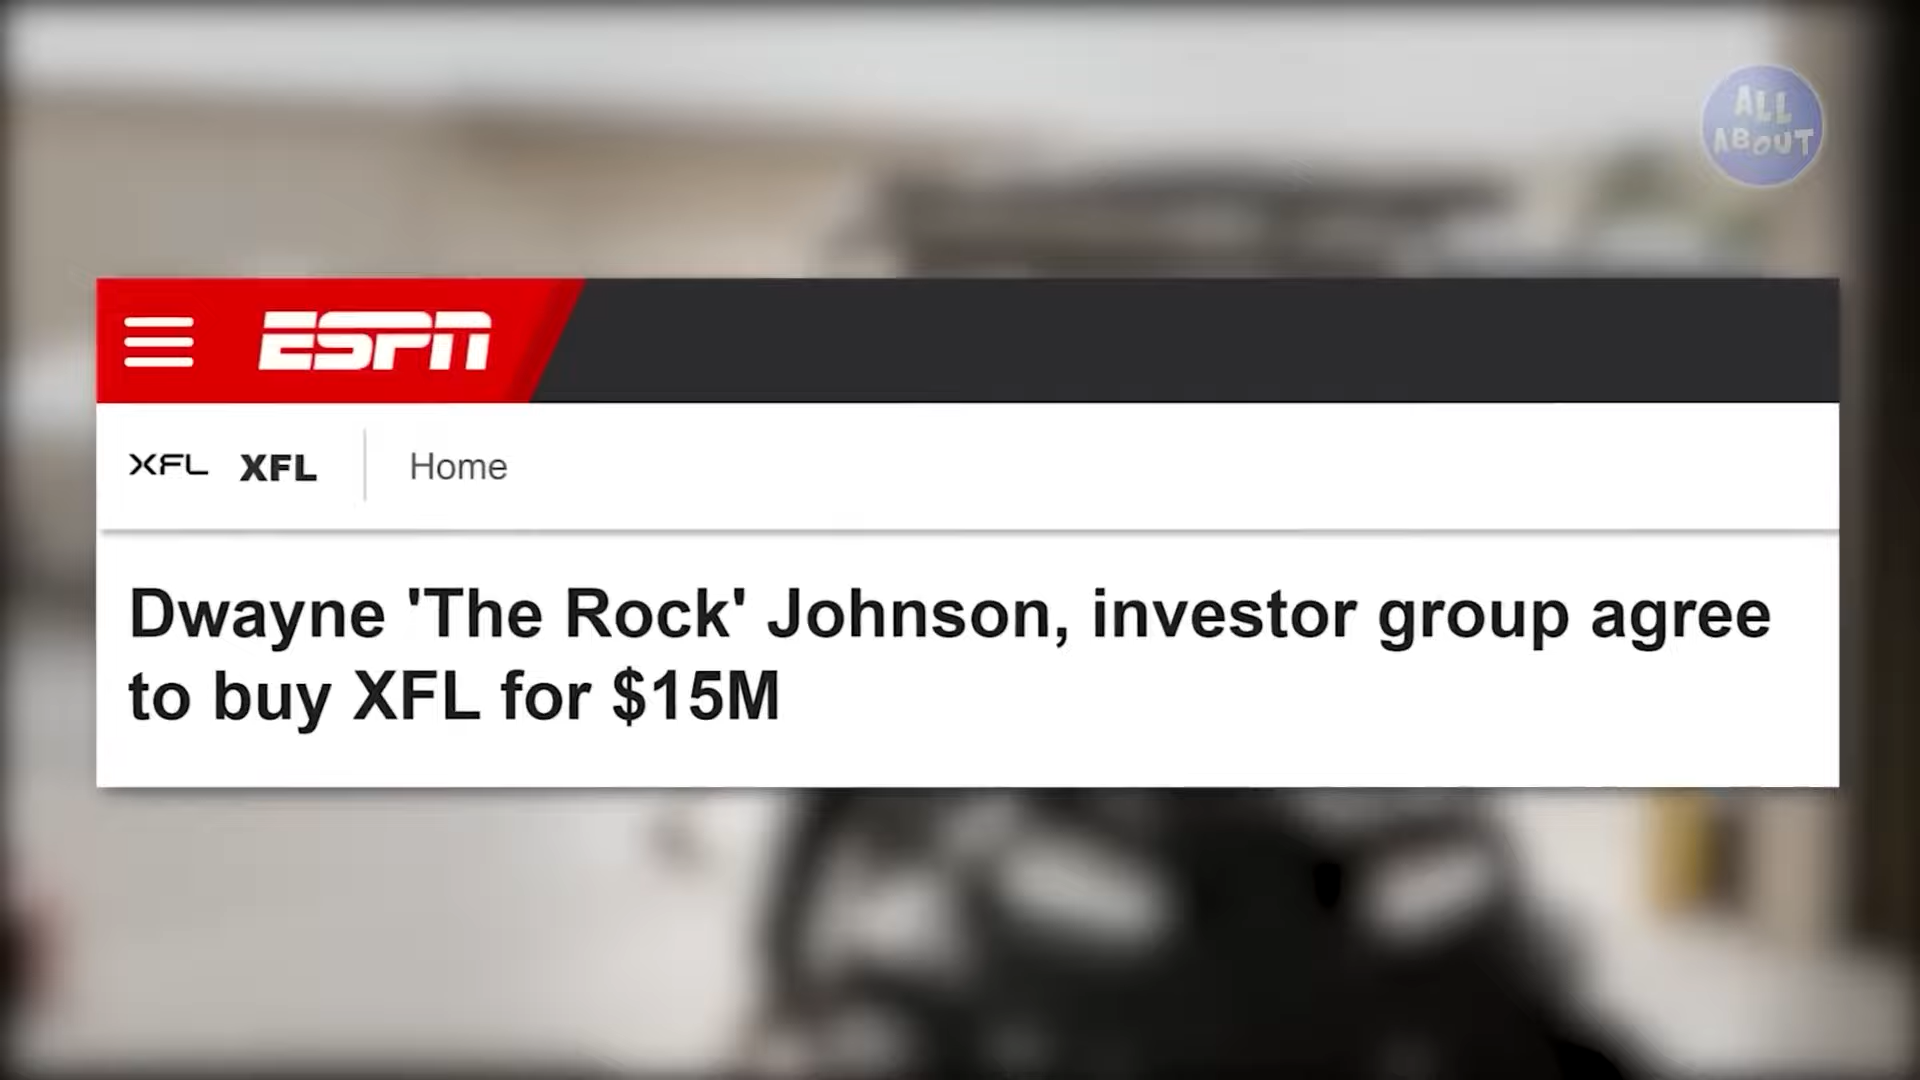 ALL
ABOUT
ESPN
XFL XFL Home
Dwayne 'The Rock' Johnson, investor group agree
to buy XFL for $15M